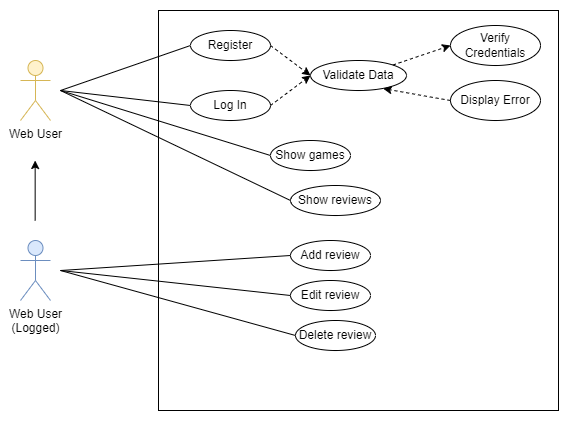 Register
Verify
Credentials
Validate Data
Log In
Display Error
Web User
Show games
Show reviews
Add review
Edit review
Web User
(Logged)
Delete review